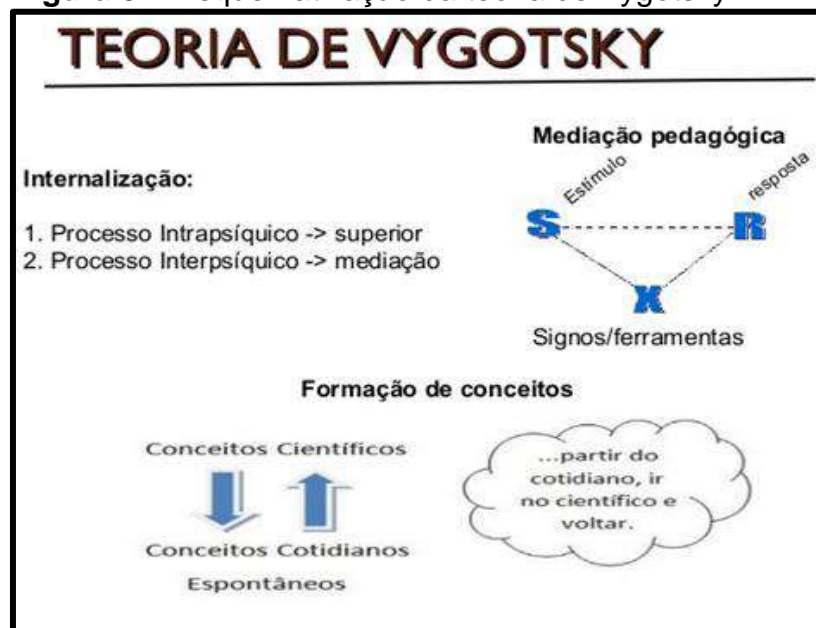 TEORIA DE VYGOTSKY
Mediação pedagógica
Internalização:
Estímulo
resposta
1. Processo Intrapsíquico -> superior
2. Processo Interpsíquico -> mediação
S
R
X
Signos/ferramentas
Formação de conceitos
Conceitos Científicos
...partir do
cotidiano, ir
no científico e
voltar.
Conceitos Cotidianos
Espontâneos